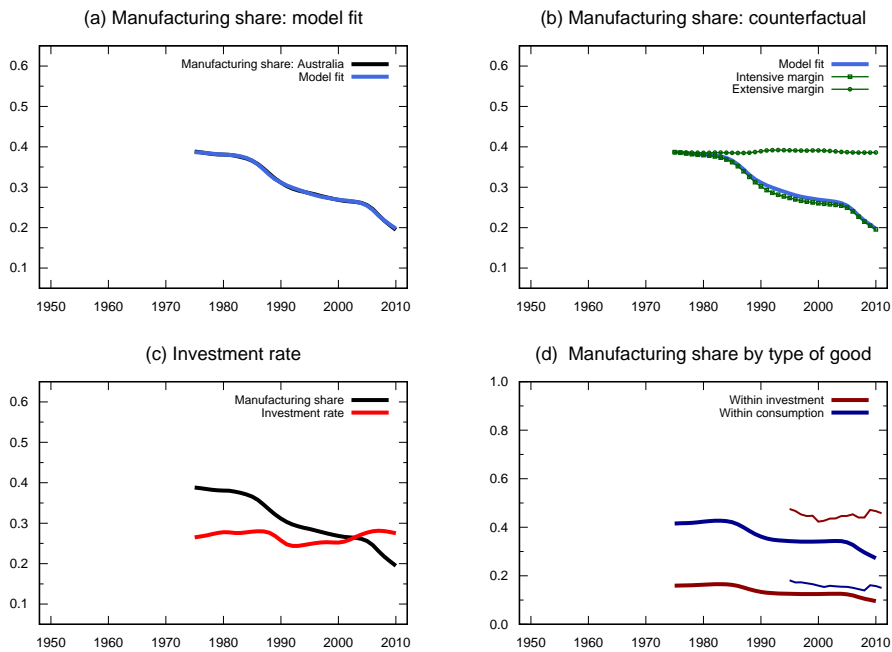 (a) Manufacturing share: model fit
0.6
0.5
0.4
0.3
0.2
0.1
1950 1960 1970 1980 1990 2000 2010
Manufacturing share: Australia
Model fit
(b) Manufacturing share: counterfactual
0.6
0.5
0.4
0.3
0.2
0.1
1950 1960 1970 1980 1990 2000 2010
Model fit
Intensive margin
Extensive margin
(c) Investment rate
0.6
0.5
0.4
0.3
0.2
0.1
1950 1960 1970 1980 1990 2000 2010
Manufacturing share
Investment rate
(d) Manufacturing share by type of good
1.0
0.8
0.6
0.4
0.2
0.0
1950 1960 1970 1980 1990 2000 2010
Within investment
Within consumption